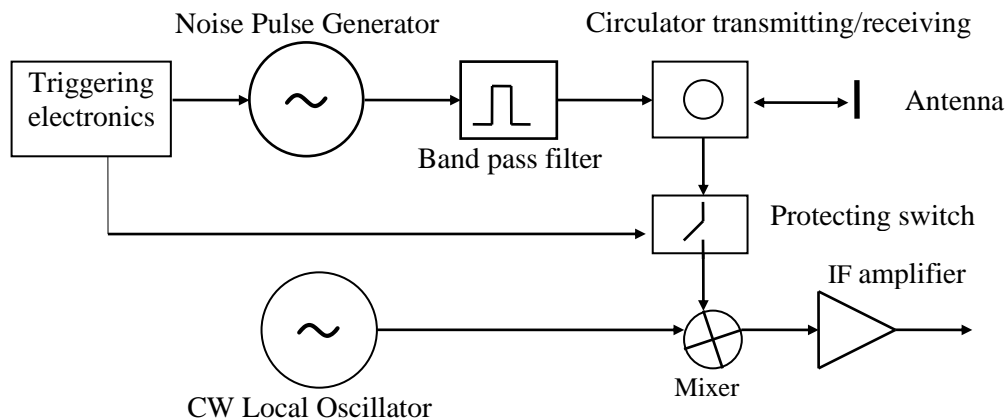 Noise Pulse Generator
Circulator transmitting/receiving
Triggering
electronics
Antenna
Band pass filter
Protecting switch
IF amplifier
Mixer
CW Local Oscillator